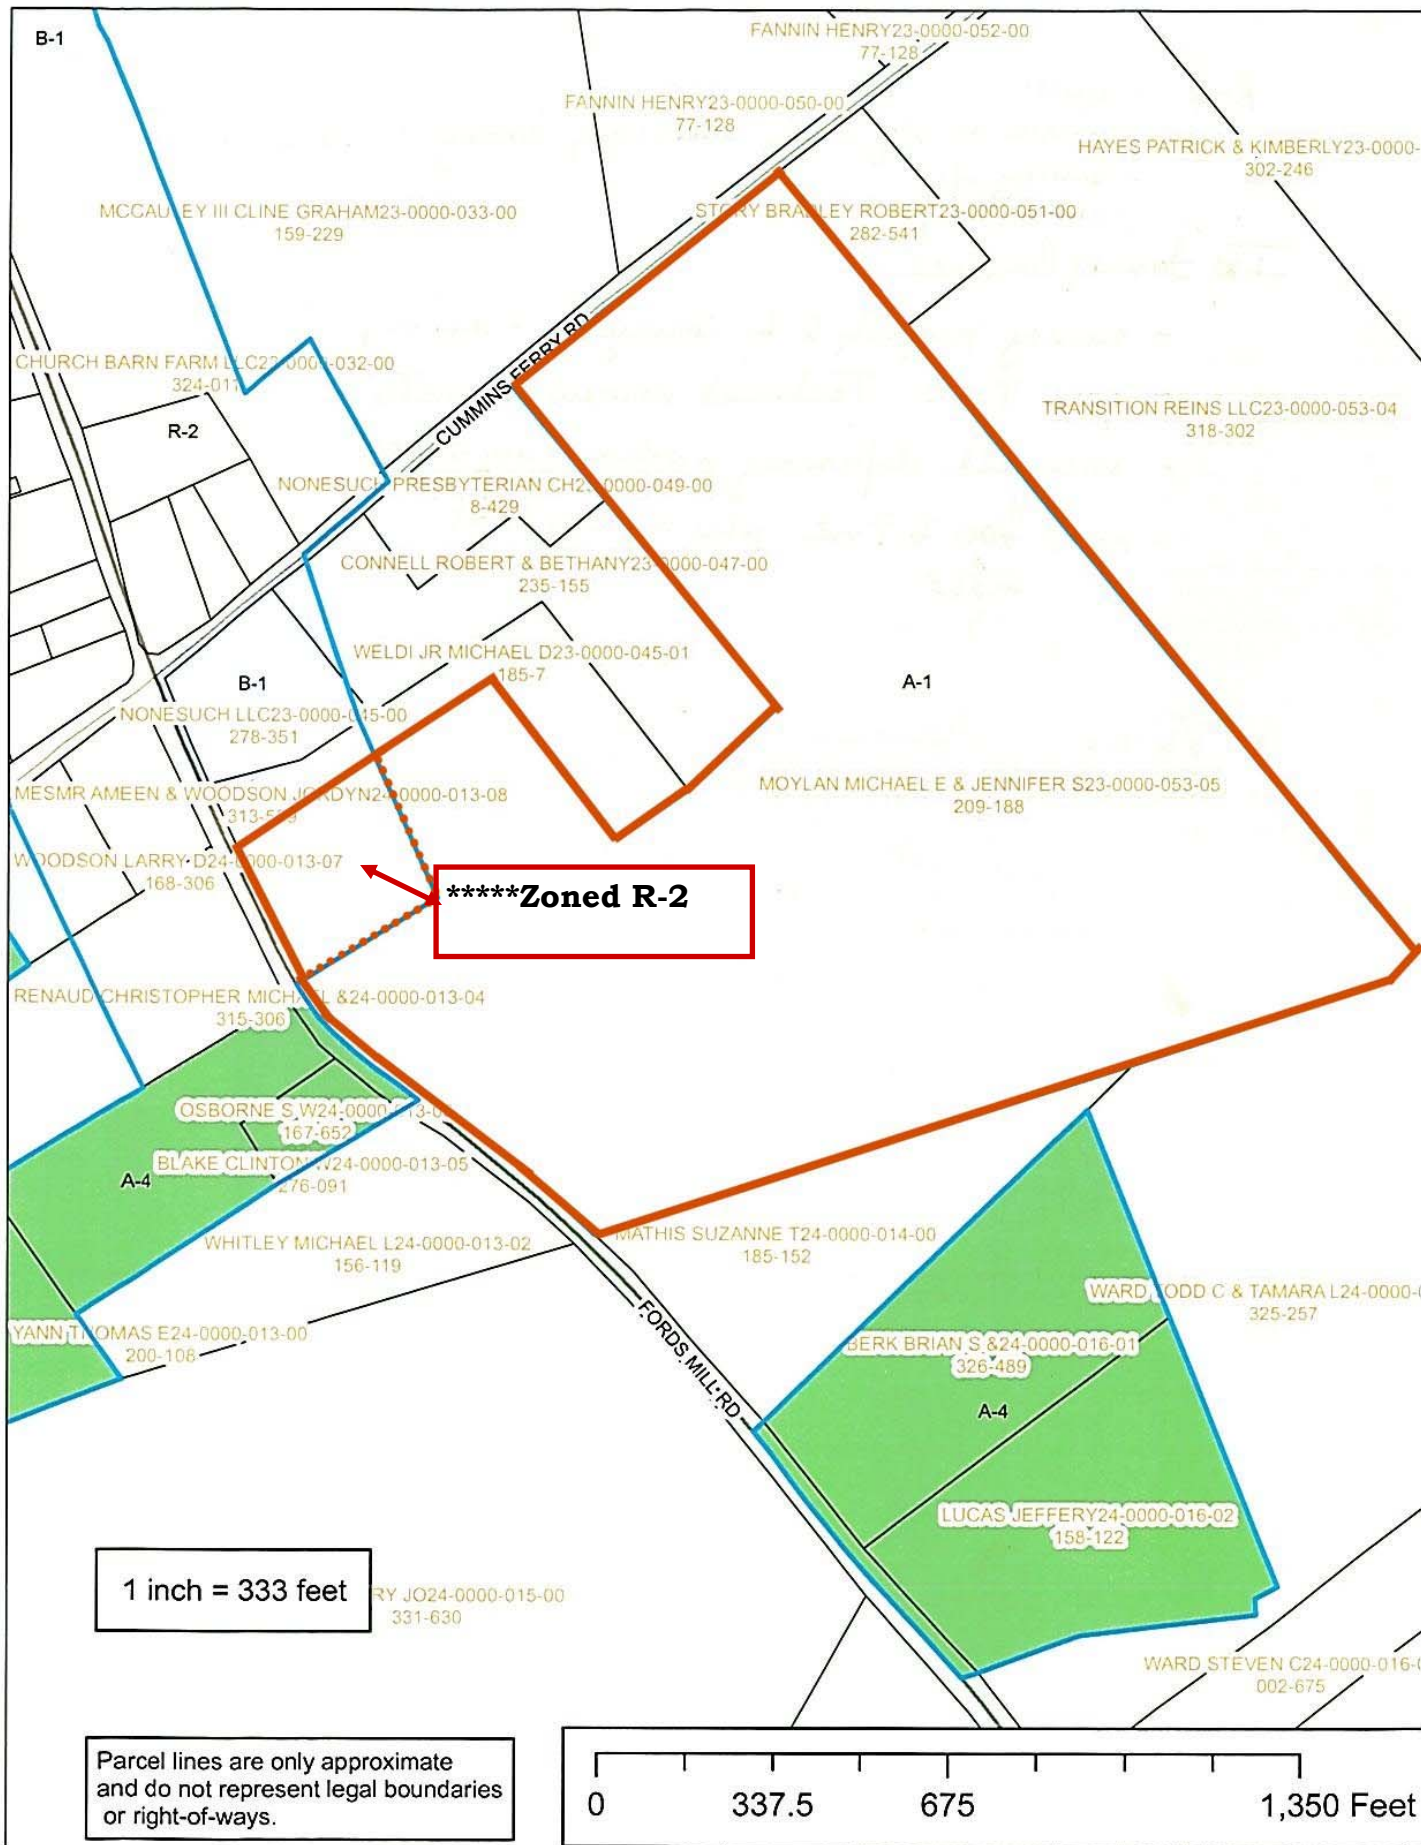 B-1
FANNIN HENRY23-0000-052-00
77-128
FANNIN HENRY23-0000-050-00
77-128
HAYES PATRICK & KIMBERLY23-0000-
302-246
MCCAULEY III CLINE GRAHAM23-0000-033-00
159-229
STORY BRADLEY ROBERT23-0000-051-00
282-541
CHURCH BARN FARM LLC23-0000-032-00
324-017
CUMMINS FERRY RD
TRANSITION REINS LLC23-0000-053-04
318-302
R-2
NONESUCH PRESBYTERIAN CH23-0000-049-00
8-429
CONNELL ROBERT & BETHANY23-0000-047-00
235-155
WELDI JR MICHAEL D23-0000-045-01
185-7
B-1
A-1
NONESUCH LLC23-0000-045-00
278-351
MESMR AMEEN & WOODSON JORDYN24-0000-013-08
MOYLAN MICHAEL E & JENNIFER S23-0000-053-05
209-188
WOODSON LARRY D24-0000-013-07
168-306
*****Zoned R-2
RENAUD CHRISTOPHER MICHAEL &24-0000-013-04
315-306
OSBORNE S W24-0000-013-0
167-652
BLAKE CLINTON W24-0000-013-05
276-091
A-4
WHITLEY MICHAEL L24-0000-013-02
156-119
MATHIS SUZANNE T24-0000-014-00
185-152
WARD TODD C & TAMARA L24-0000-0
325-257
YANN THOMAS E24-0000-013-00
200-108
FORDS MILL RD
BERK BRIAN S &24-0000-016-01
326-489
A-4
LUCAS JEFFERY24-0000-016-02
158-122
1 inch = 333 feet
RY JO24-0000-015-00
331-630
WARD STEVEN C24-0000-016-0
002-675
Parcel lines are only approximate
and do not represent legal boundaries
or right-of-ways.
0 337.5 675 1,350 Feet